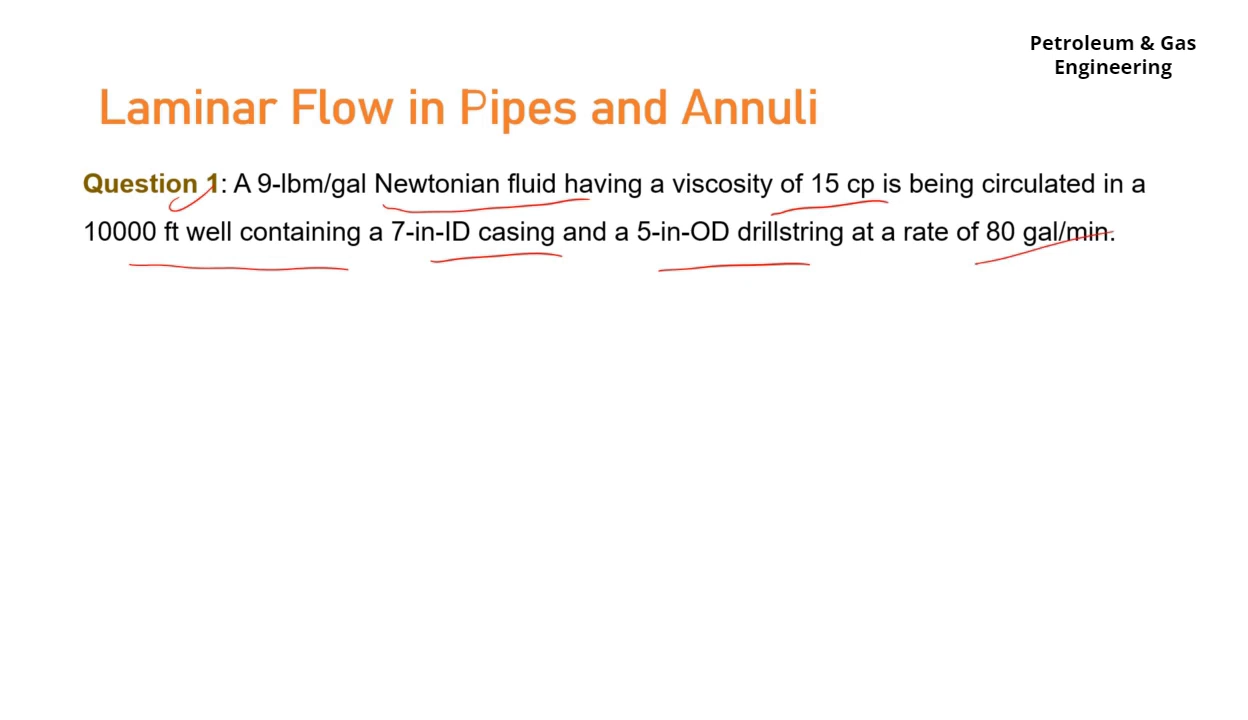 Petroleum & Gas
Engineering
Laminar Flow in Pipes and Annuli
Question 1: A 9-lbm/gal Newtonian fluid having a viscosity of 15 cp is being circulated in a
10000 ft well containing a 7-in-ID casing and a 5-in-OD drillstring at a rate of 80 gal/min.